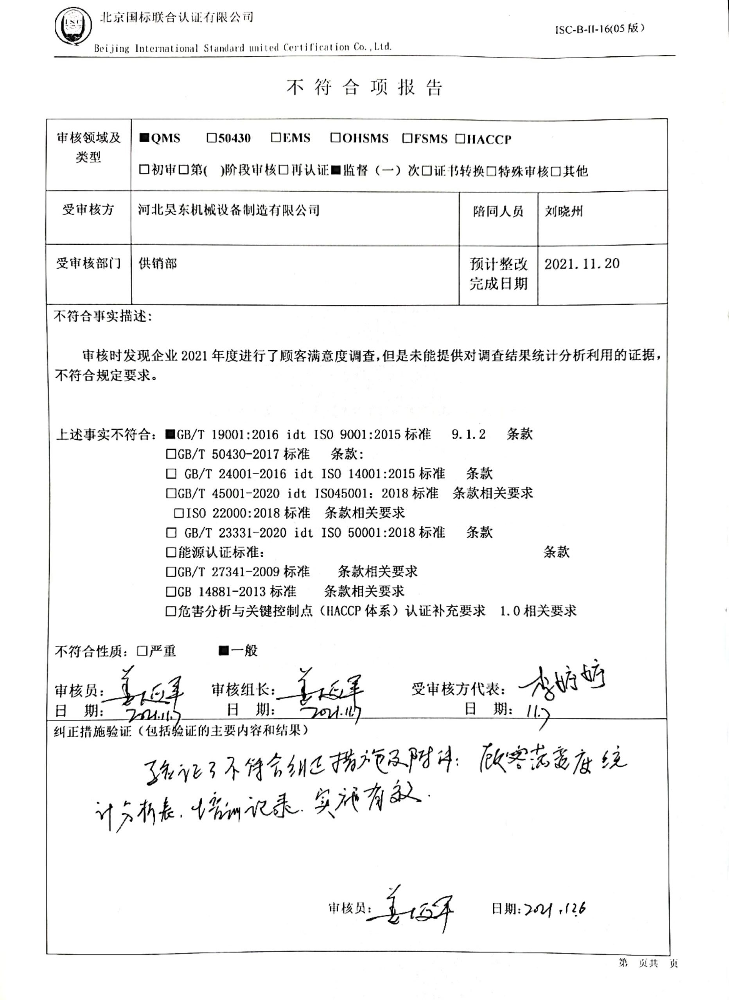 ISC
北京国标联合认证有限公司
ISC-B-II-16(05版)
Beijing International Standard united Certification Co.,Ltd.
不符合项报告
审核领域及类型
■QMS □50430 □EMS □OHSMS □FSMS □HACCP
□初审□第( )阶段审核□再认证■监督（一）次□证书转换□特殊审核□其他
受审核方 河北昊东机械设备制造有限公司 陪同人员 刘晓州
受审核部门 供销部 预计整改完成日期 2021.11.20
不符合事实描述：
审核时发现企业 2021 年度进行了顾客满意度调查，但是未能提供对调查结果统计分析利用的证据，
不符合规定要求。
上述事实不符合：■GB/T 19001:2016 idt ISO 9001:2015 标准 9.1.2 条款
□GB/T 50430-2017 标准 条款：
□ GB/T 24001-2016 idt ISO 14001:2015 标准 条款
□GB/T 45001-2020 idt ISO45001：2018 标准 条款相关要求
□ISO 22000:2018 标准 条款相关要求
□ GB/T 23331-2020 idt ISO 50001:2018 标准 条款
□能源认证标准： 条款
□GB/T 27341-2009 标准 条款相关要求
□GB 14881-2013 标准 条款相关要求
□危害分析与关键控制点（HACCP 体系）认证补充要求 1.0 相关要求
不符合性质：□严重 ■一般
审核员：姜延军 审核组长：姜延军 受审核方代表：李婷婷
日 期：2021.11.7 日 期：2021.11.7 日 期：11.7
纠正措施验证（包括验证的主要内容和结果）
验证了不符合纠正措施及附件：顾客满意度统
计分析表、培训记录、实施有效.
审核员：姜延军 日期：2021.12.6
第 页共 页